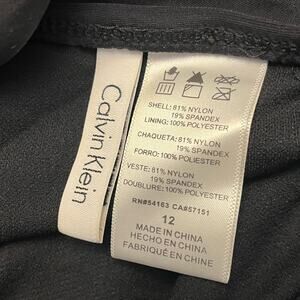 Calvin Klein
SHELL: 81% NYLON
19% SPANDEX
LINING: 100% POLYESTER
CHAQUETA: 81% NYLON
19% SPANDEX
FORRO: 100% POLIESTER
VESTE: 81% NYLON
19% SPANDEX
DOUBLURE: 100% POLYESTER
RN#54163 CA#57151
12
MADE IN CHINA
HECHO EN CHINA
FABRIQUÉ EN CHINE